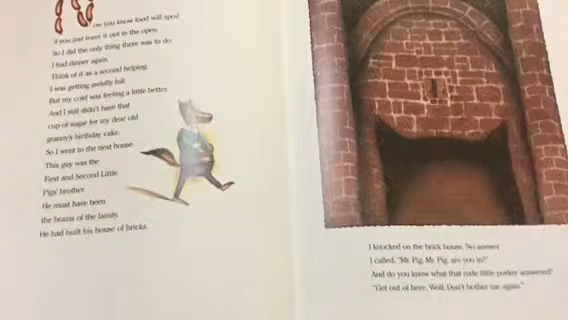 ow you know food will spoil
if you just leave it out in the open.
So I did the only thing there was to do.
I had dinner again.
Think of it as a second helping.
I was getting awfully full.
But my cold was feeling a little better.
And I still didn't have that
cup of sugar for my dear old
granny's birthday cake.
So I went to the next house.
This guy was the
First and Second Little
Pigs' brother.
He must have been
the brains of the family.
He had built his house of bricks.
I knocked on the brick house. No answer.
I called, "Mr. Pig, Mr. Pig, are you in?"
And do you know what that rude little porker answered?
"Get out of here, Wolf. Don't bother me again."